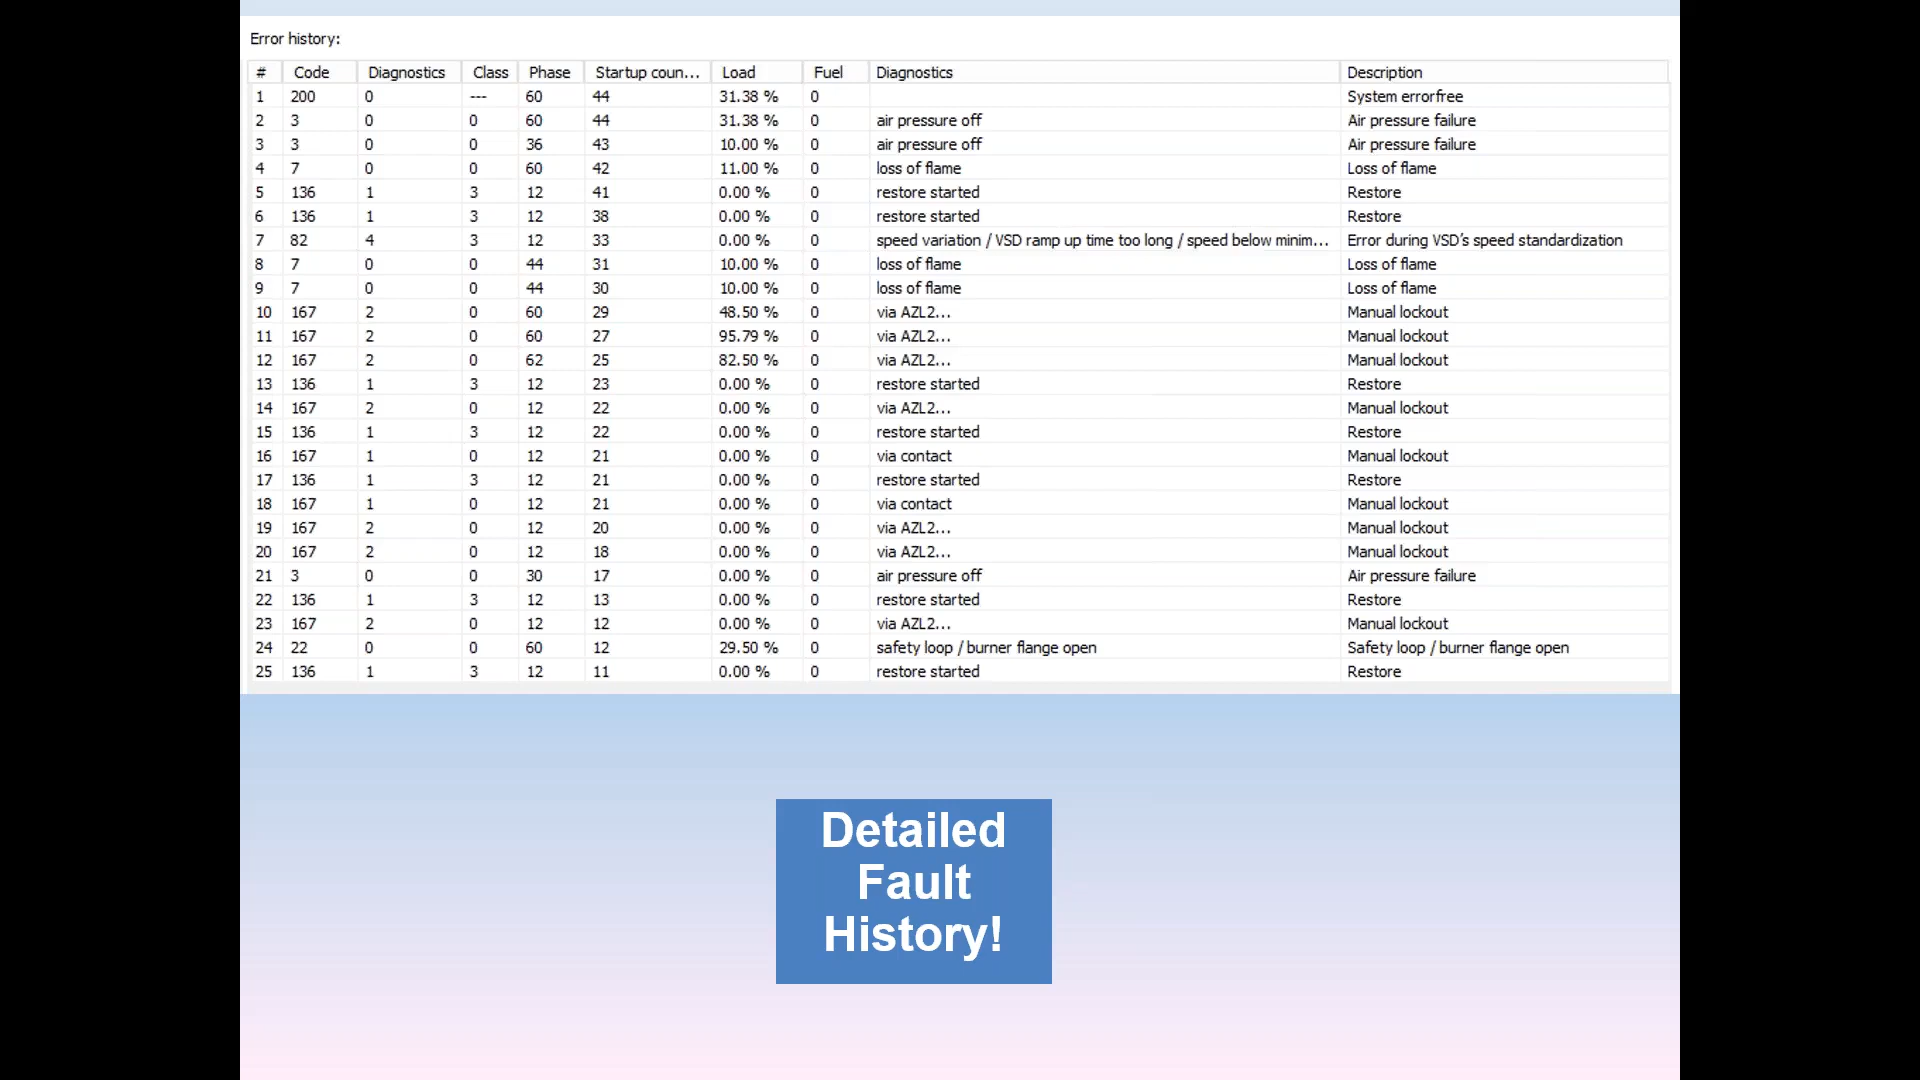 Error history:
# Code Diagnostics Class Phase Startup coun... Load Fuel Diagnostics Description
1 200 0 --- 60 44 31.38 % 0 System errorfree
2 3 0 0 60 44 31.38 % 0 air pressure off Air pressure failure
3 3 0 0 36 43 10.00 % 0 air pressure off Air pressure failure
4 7 0 0 60 42 11.00 % 0 loss of flame Loss of flame
5 136 1 3 12 41 0.00 % 0 restore started Restore
6 136 1 3 12 38 0.00 % 0 restore started Restore
7 82 4 3 12 33 0.00 % 0 speed variation / VSD ramp up time too long / speed below minim... Error during VSD's speed standardization
8 7 0 0 44 31 10.00 % 0 loss of flame Loss of flame
9 7 0 0 44 30 10.00 % 0 loss of flame Loss of flame
10 167 2 0 60 29 48.50 % 0 via AZL2... Manual lockout
11 167 2 0 60 27 95.79 % 0 via AZL2... Manual lockout
12 167 2 0 62 25 82.50 % 0 via AZL2... Manual lockout
13 136 1 3 12 23 0.00 % 0 restore started Restore
14 167 2 0 12 22 0.00 % 0 via AZL2... Manual lockout
15 136 1 3 12 22 0.00 % 0 restore started Restore
16 167 1 0 12 21 0.00 % 0 via contact Manual lockout
17 136 1 3 12 21 0.00 % 0 restore started Restore
18 167 1 0 12 21 0.00 % 0 via contact Manual lockout
19 167 2 0 12 20 0.00 % 0 via AZL2... Manual lockout
20 167 2 0 12 18 0.00 % 0 via AZL2... Manual lockout
21 3 0 0 30 17 0.00 % 0 air pressure off Air pressure failure
22 136 1 3 12 13 0.00 % 0 restore started Restore
23 167 2 0 12 12 0.00 % 0 via AZL2... Manual lockout
24 22 0 0 60 12 29.50 % 0 safety loop / burner flange open Safety loop / burner flange open
25 136 1 3 12 11 0.00 % 0 restore started Restore
Detailed
Fault
History!